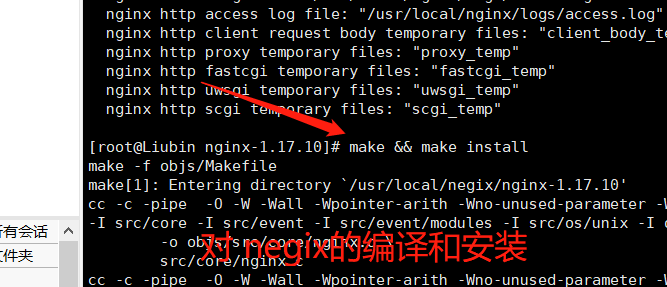 nginx http access log file: "/usr/local/nginx/logs/access.log"
nginx http client request body temporary files: "client_body_te
nginx http proxy temporary files: "proxy_temp"
nginx http fastcgi temporary files: "fastcgi_temp"
nginx http uwsgi temporary files: "uwsgi_temp"
nginx http scgi temporary files: "scgi_temp"
[root@Liubin nginx-1.17.10]# make && make install
make -f objs/Makefile
make[1]: Entering directory `/usr/local/negix/nginx-1.17.10'
cc -c -pipe -O -W -Wall -Wpointer-arith -Wno-unused-parameter -W
所有会话
-I src/core -I src/event -I src/event/modules -I src/os/unix -I o
文件夹
-o objs/src/core/nginx.o \
对 negix的编译和安装
src/core/nginx.c
cc -c -pipe -O -W -Wall -Wpointer-arith -Wno-unused-parameter -W